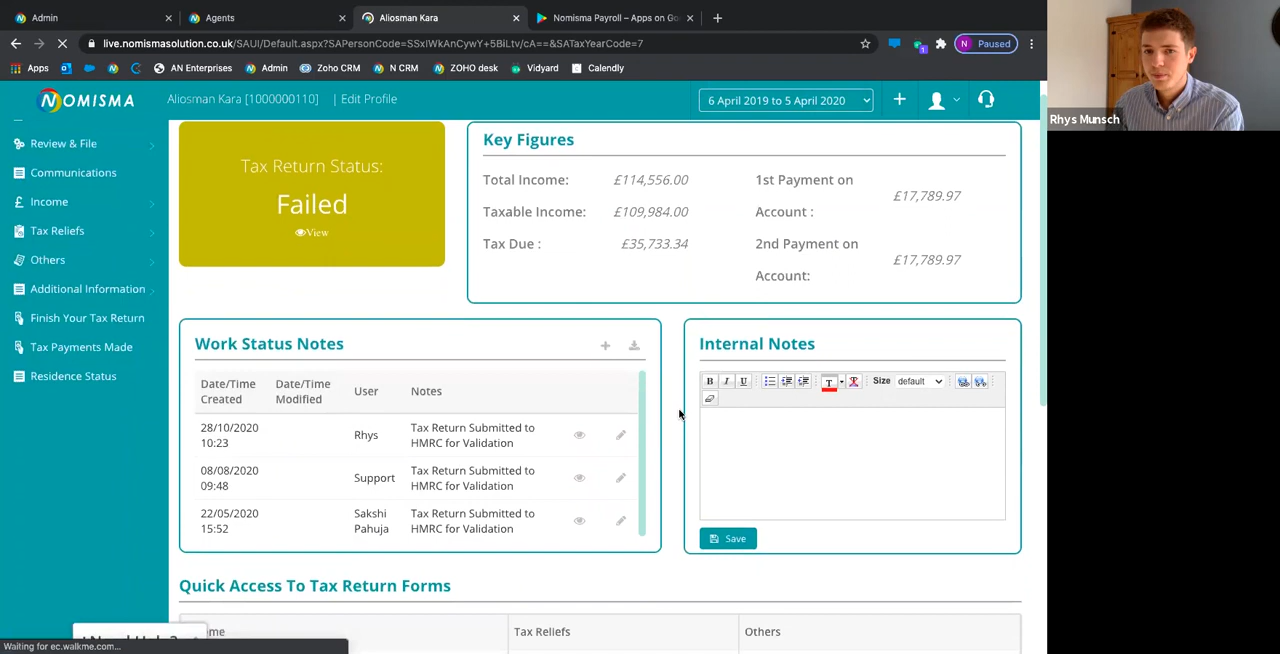 Admin
Agents
Aliosman Kara
Nomisma Payroll – Apps on Go
live.nomismasolution.co.uk/SAUI/Default.aspx?SAPersonCode=SSxIWkAnCywY+5BiLtv/cA==&SATaxYearCode=7
N Paused
Apps
AN Enterprises
Admin
Zoho CRM
N CRM
ZOHO desk
Vidyard
Calendly
NOMISMA
Aliosman Kara [1000000110] | Edit Profile
6 April 2019 to 5 April 2020
Rhys Munsch
Review & File
Communications
Income
Tax Reliefs
Others
Additional Information
Finish Your Tax Return
Tax Payments Made
Residence Status
Tax Return Status:
Failed
View
Key Figures
Total Income: £114,556.00
Taxable Income: £109,984.00
Tax Due : £35,733.34
1st Payment on
Account :
£17,789.97
2nd Payment on
Account:
£17,789.97
Work Status Notes
Date/Time
Created
Date/Time
Modified
User
Notes
28/10/2020
10:23
Rhys
Tax Return Submitted to
HMRC for Validation
08/08/2020
09:48
Support
Tax Return Submitted to
HMRC for Validation
22/05/2020
15:52
Sakshi
Pahuja
Tax Return Submitted to
HMRC for Validation
Internal Notes
B I U T Size default
Save
Quick Access To Tax Return Forms
Tax Reliefs
Others
Waiting for ec.walkme.com...